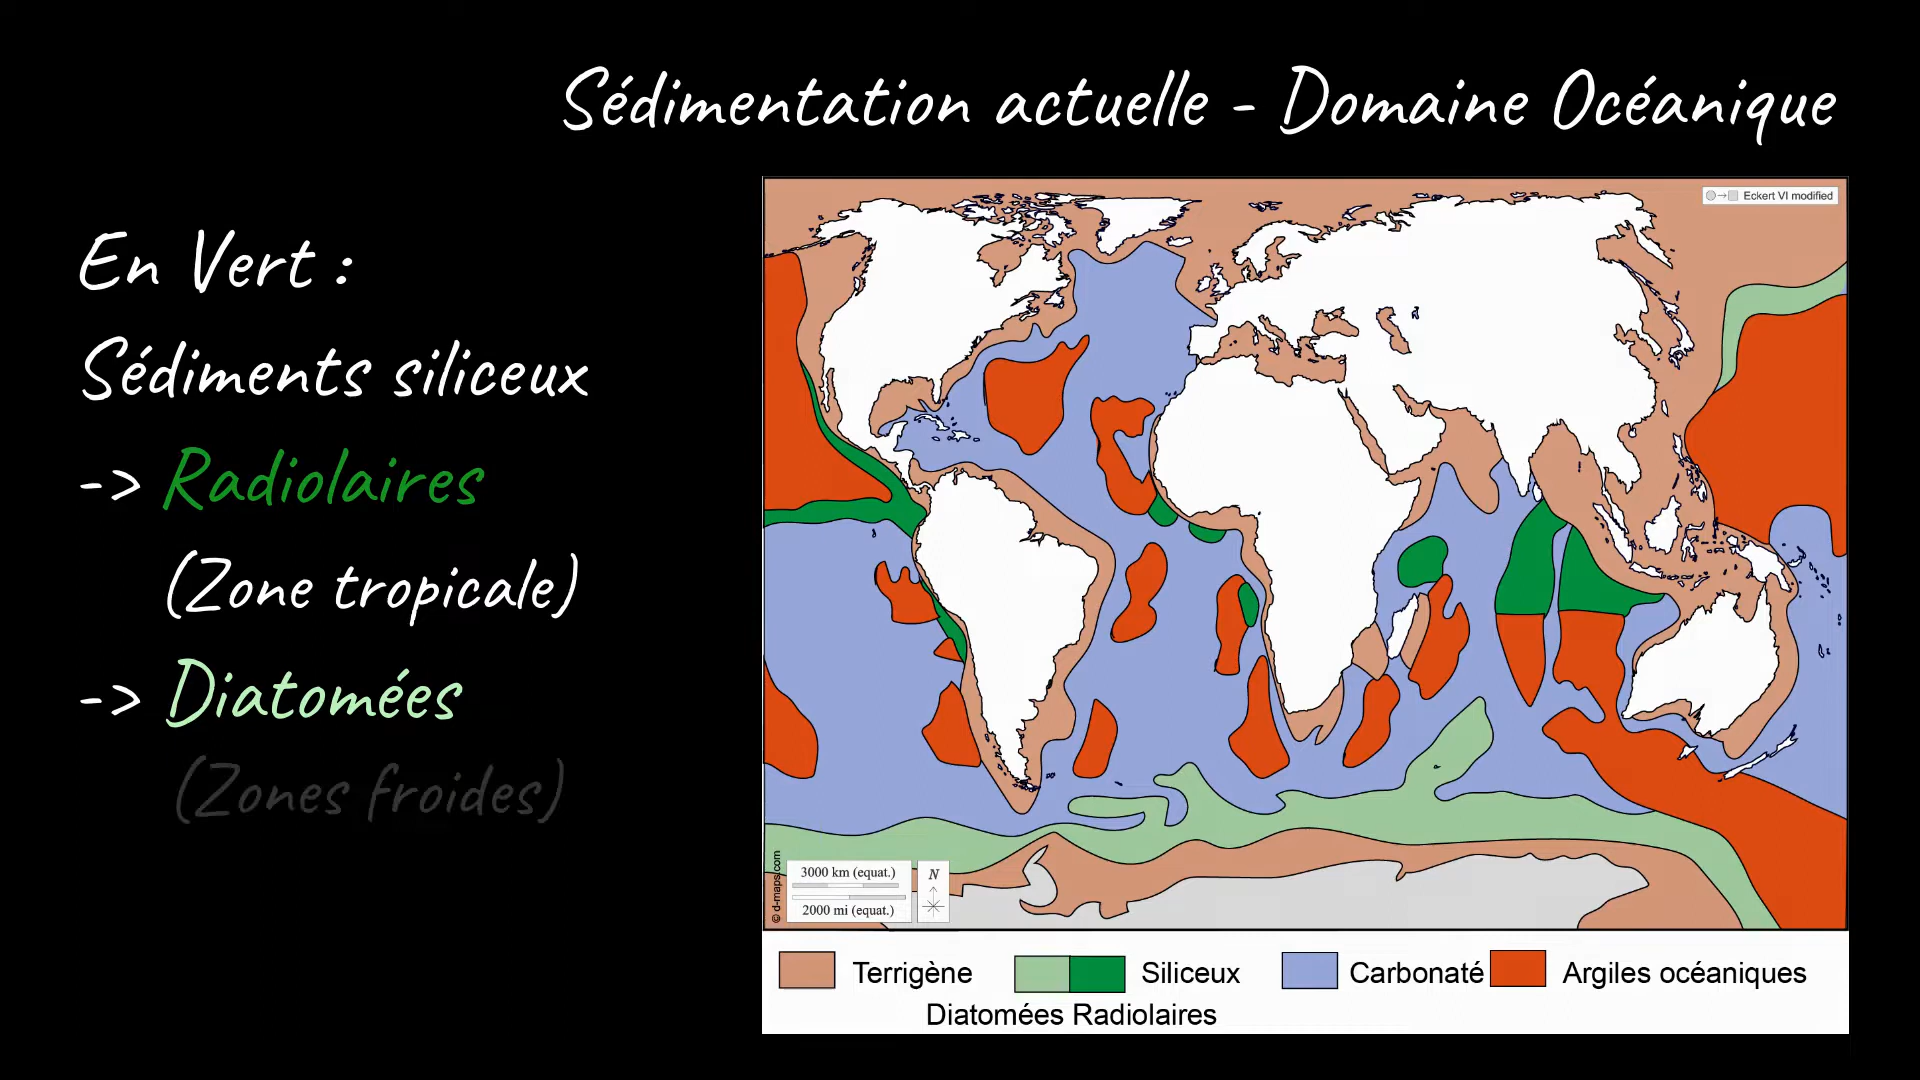 Sédimentation actuelle - Domaine Océanique
En Vert :
Sédiments siliceux
-> Radiolaires
(Zone tropicale)
-> Diatomées
(Zones froides)
Eckert VI modified
© d-maps.com
3000 km (equat.)
2000 mi (equat.)
N
Terrigène
Siliceux
Carbonaté
Argiles océaniques
Diatomées Radiolaires